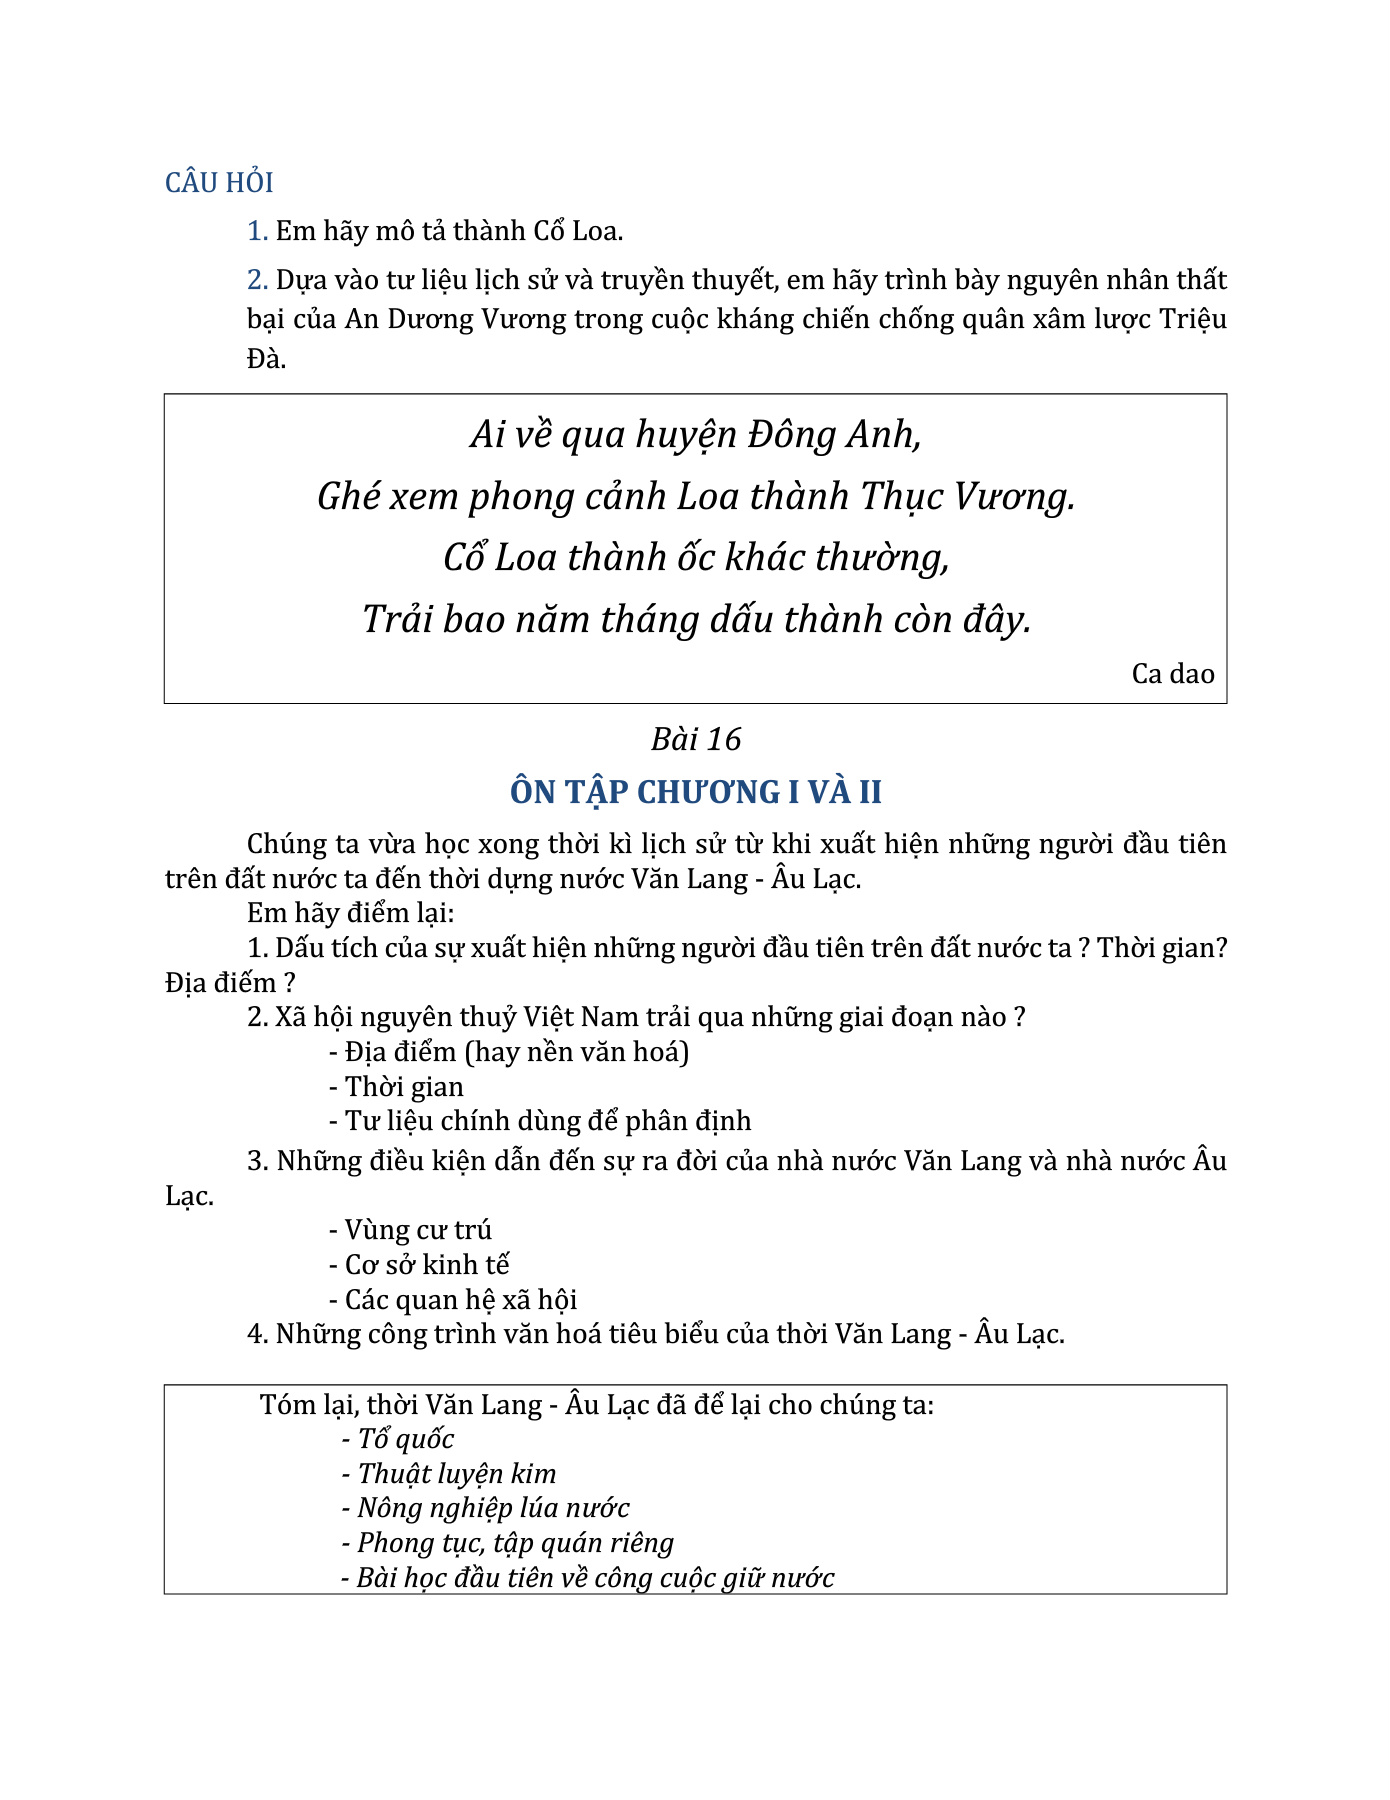 CÂU HỎI
1. Em hãy mô tả thành Cổ Loa.
2. Dựa vào tư liệu lịch sử và truyền thuyết, em hãy trình bày nguyên nhân thất
bại của An Dương Vương trong cuộc kháng chiến chống quân xâm lược Triệu
Đà.
Ai về qua huyện Đông Anh,
Ghé xem phong cảnh Loa thành Thục Vương.
Cổ Loa thành ốc khác thường,
Trải bao năm tháng dấu thành còn đây.
Ca dao
Bài 16
ÔN TẬP CHƯƠNG I VÀ II
Chúng ta vừa học xong thời kì lịch sử từ khi xuất hiện những người đầu tiên
trên đất nước ta đến thời dựng nước Văn Lang - Âu Lạc.
Em hãy điểm lại:
1. Dấu tích của sự xuất hiện những người đầu tiên trên đất nước ta ? Thời gian?
Địa điếm ?
2. Xã hội nguyên thuỷ Việt Nam trải qua những giai đoạn nào ?
- Địa điểm (hay nền văn hoá)
- Thời gian
- Tư liệu chính dùng để phân định
3. Những điều kiện dẫn đến sự ra đời của nhà nước Văn Lang và nhà nước Âu
Lạc.
- Vùng cư trú
- Cơ sở kinh tế
- Các quan hệ xã hội
4. Những công trình văn hoá tiêu biểu của thời Văn Lang - Âu Lạc.
Tóm lại, thời Văn Lang - Âu Lạc đã để lại cho chúng ta:
- Tổ quốc
- Thuật luyện kim
- Nông nghiệp lúa nước
- Phong tục, tập quán riêng
- Bài học đầu tiên về công cuộc giữ nước